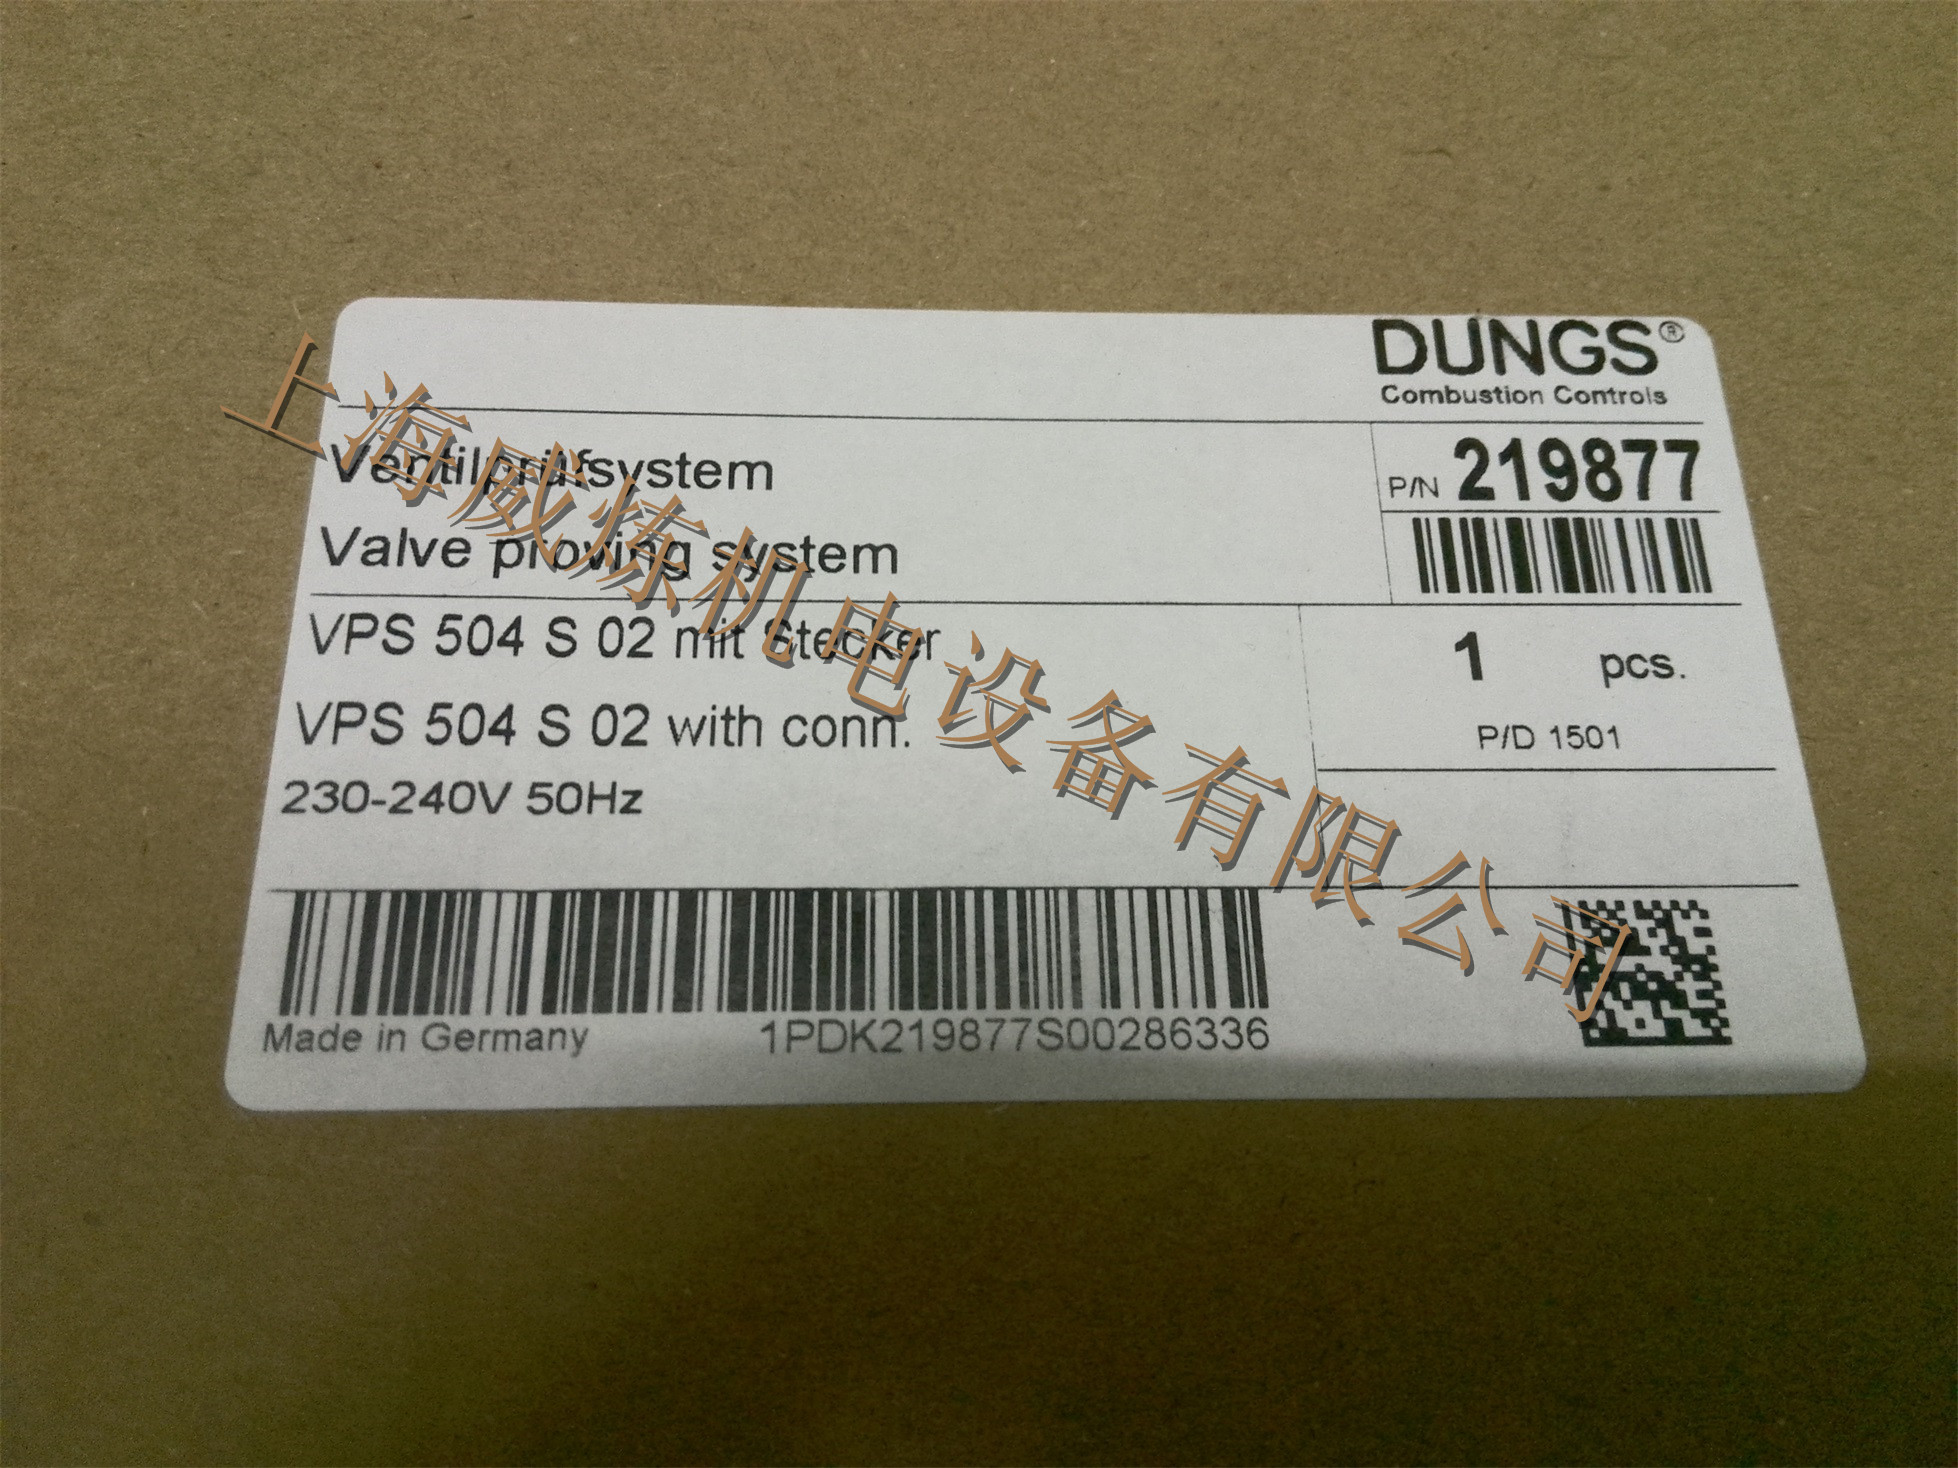 DUNGS®
Combustion Controls
Ventilprüfsystem
Valve proving system
P/N 219877
VPS 504 S 02 mit Stecker
VPS 504 S 02 with conn.
230-240V 50Hz
1 pcs.
P/D 1501
Made in Germany
1PDK219877S00286336
上海威炼机电设备有限公司